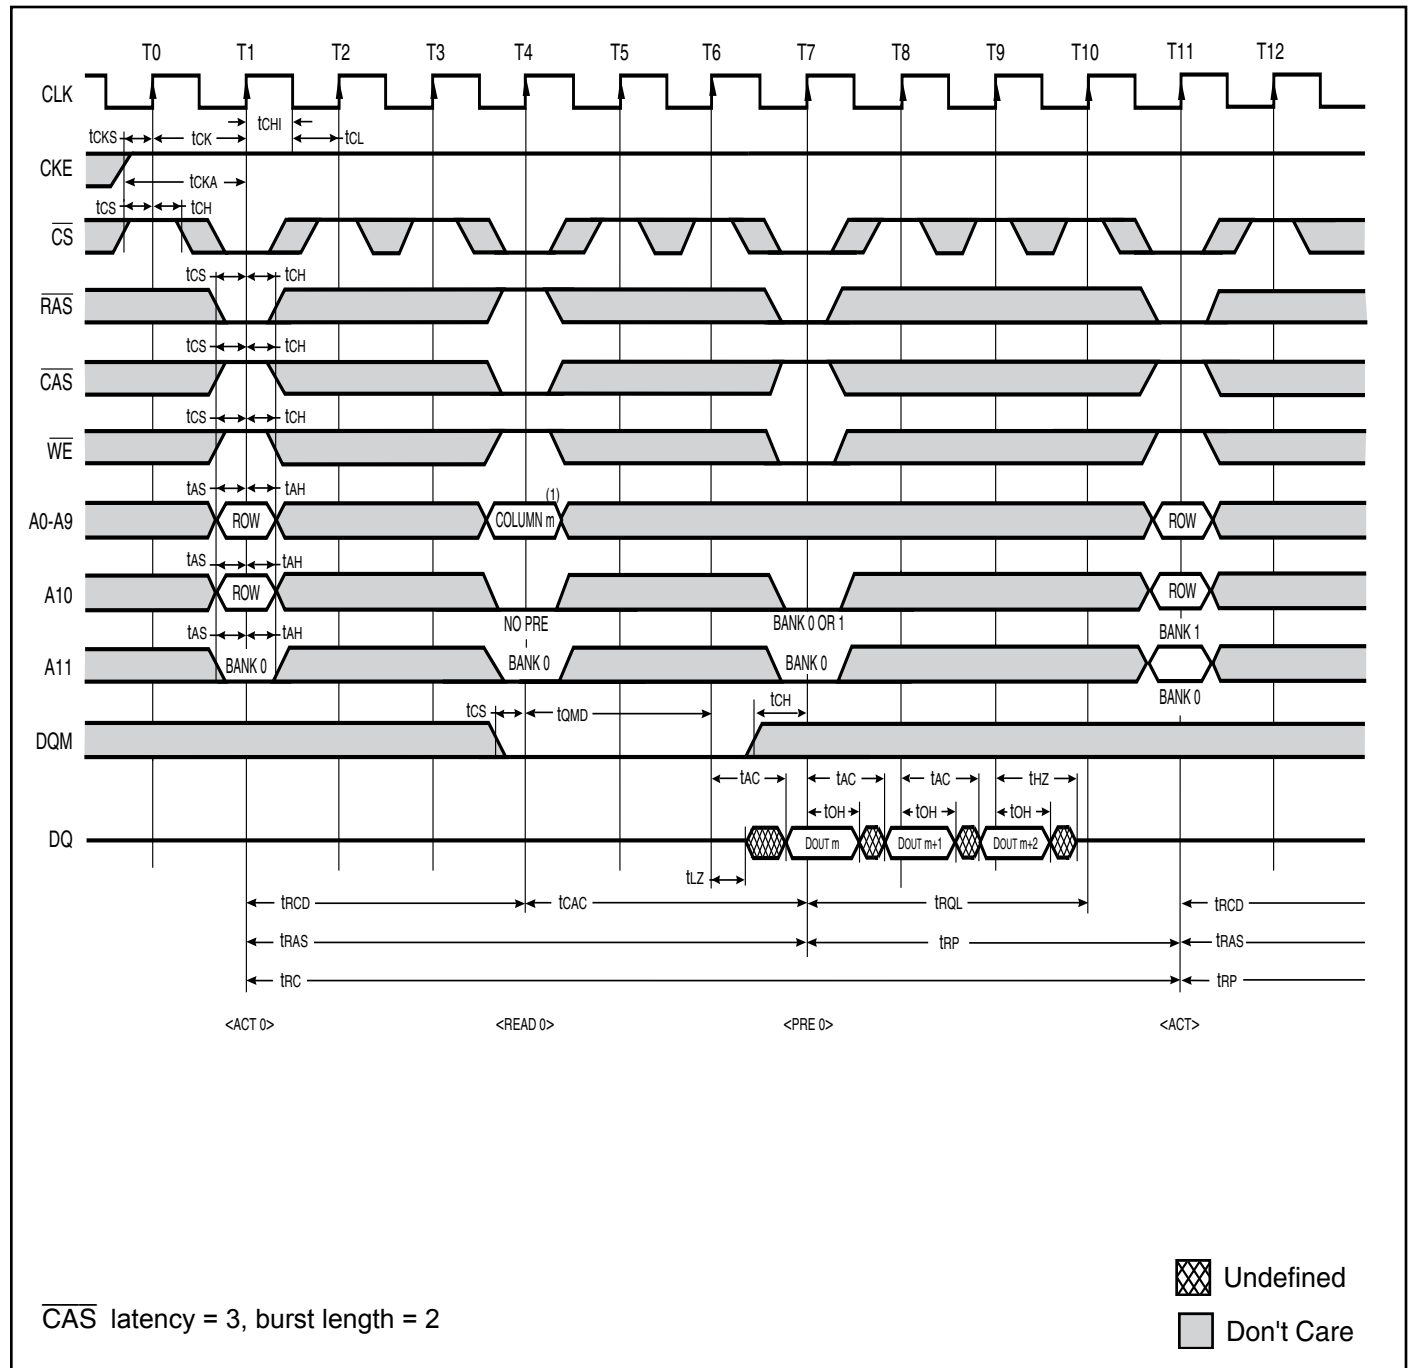 T0 T1 T2 T3 T4 T5 T6 T7 T8 T9 T10 T11 T12
CLK
tCHI
tCKS tCK tCL
CKE
tCKA
tCS tCH
CS
tCS tCH
RAS
tCS tCH
CAS
tCS tCH
WE
tAS tAH (1)
A0-A9 ROW COLUMN m ROW
tAS tAH
A10 ROW ROW
NO PRE BANK 0 OR 1
tAS tAH BANK 1
A11 BANK 0 BANK 0 BANK 0
BANK 0
tCS tQMD tCH
DQM
tAC tAC tAC tHZ
tOH tOH tOH
DQ DOUT m DOUT m+1 DOUT m+2
tLZ
tRCD tCAC tRQL tRCD
tRAS tRP tRAS
tRC tRP
<ACT 0> <READ 0> <PRE 0> <ACT>
Undefined
CAS latency = 3, burst length = 2
Don't Care